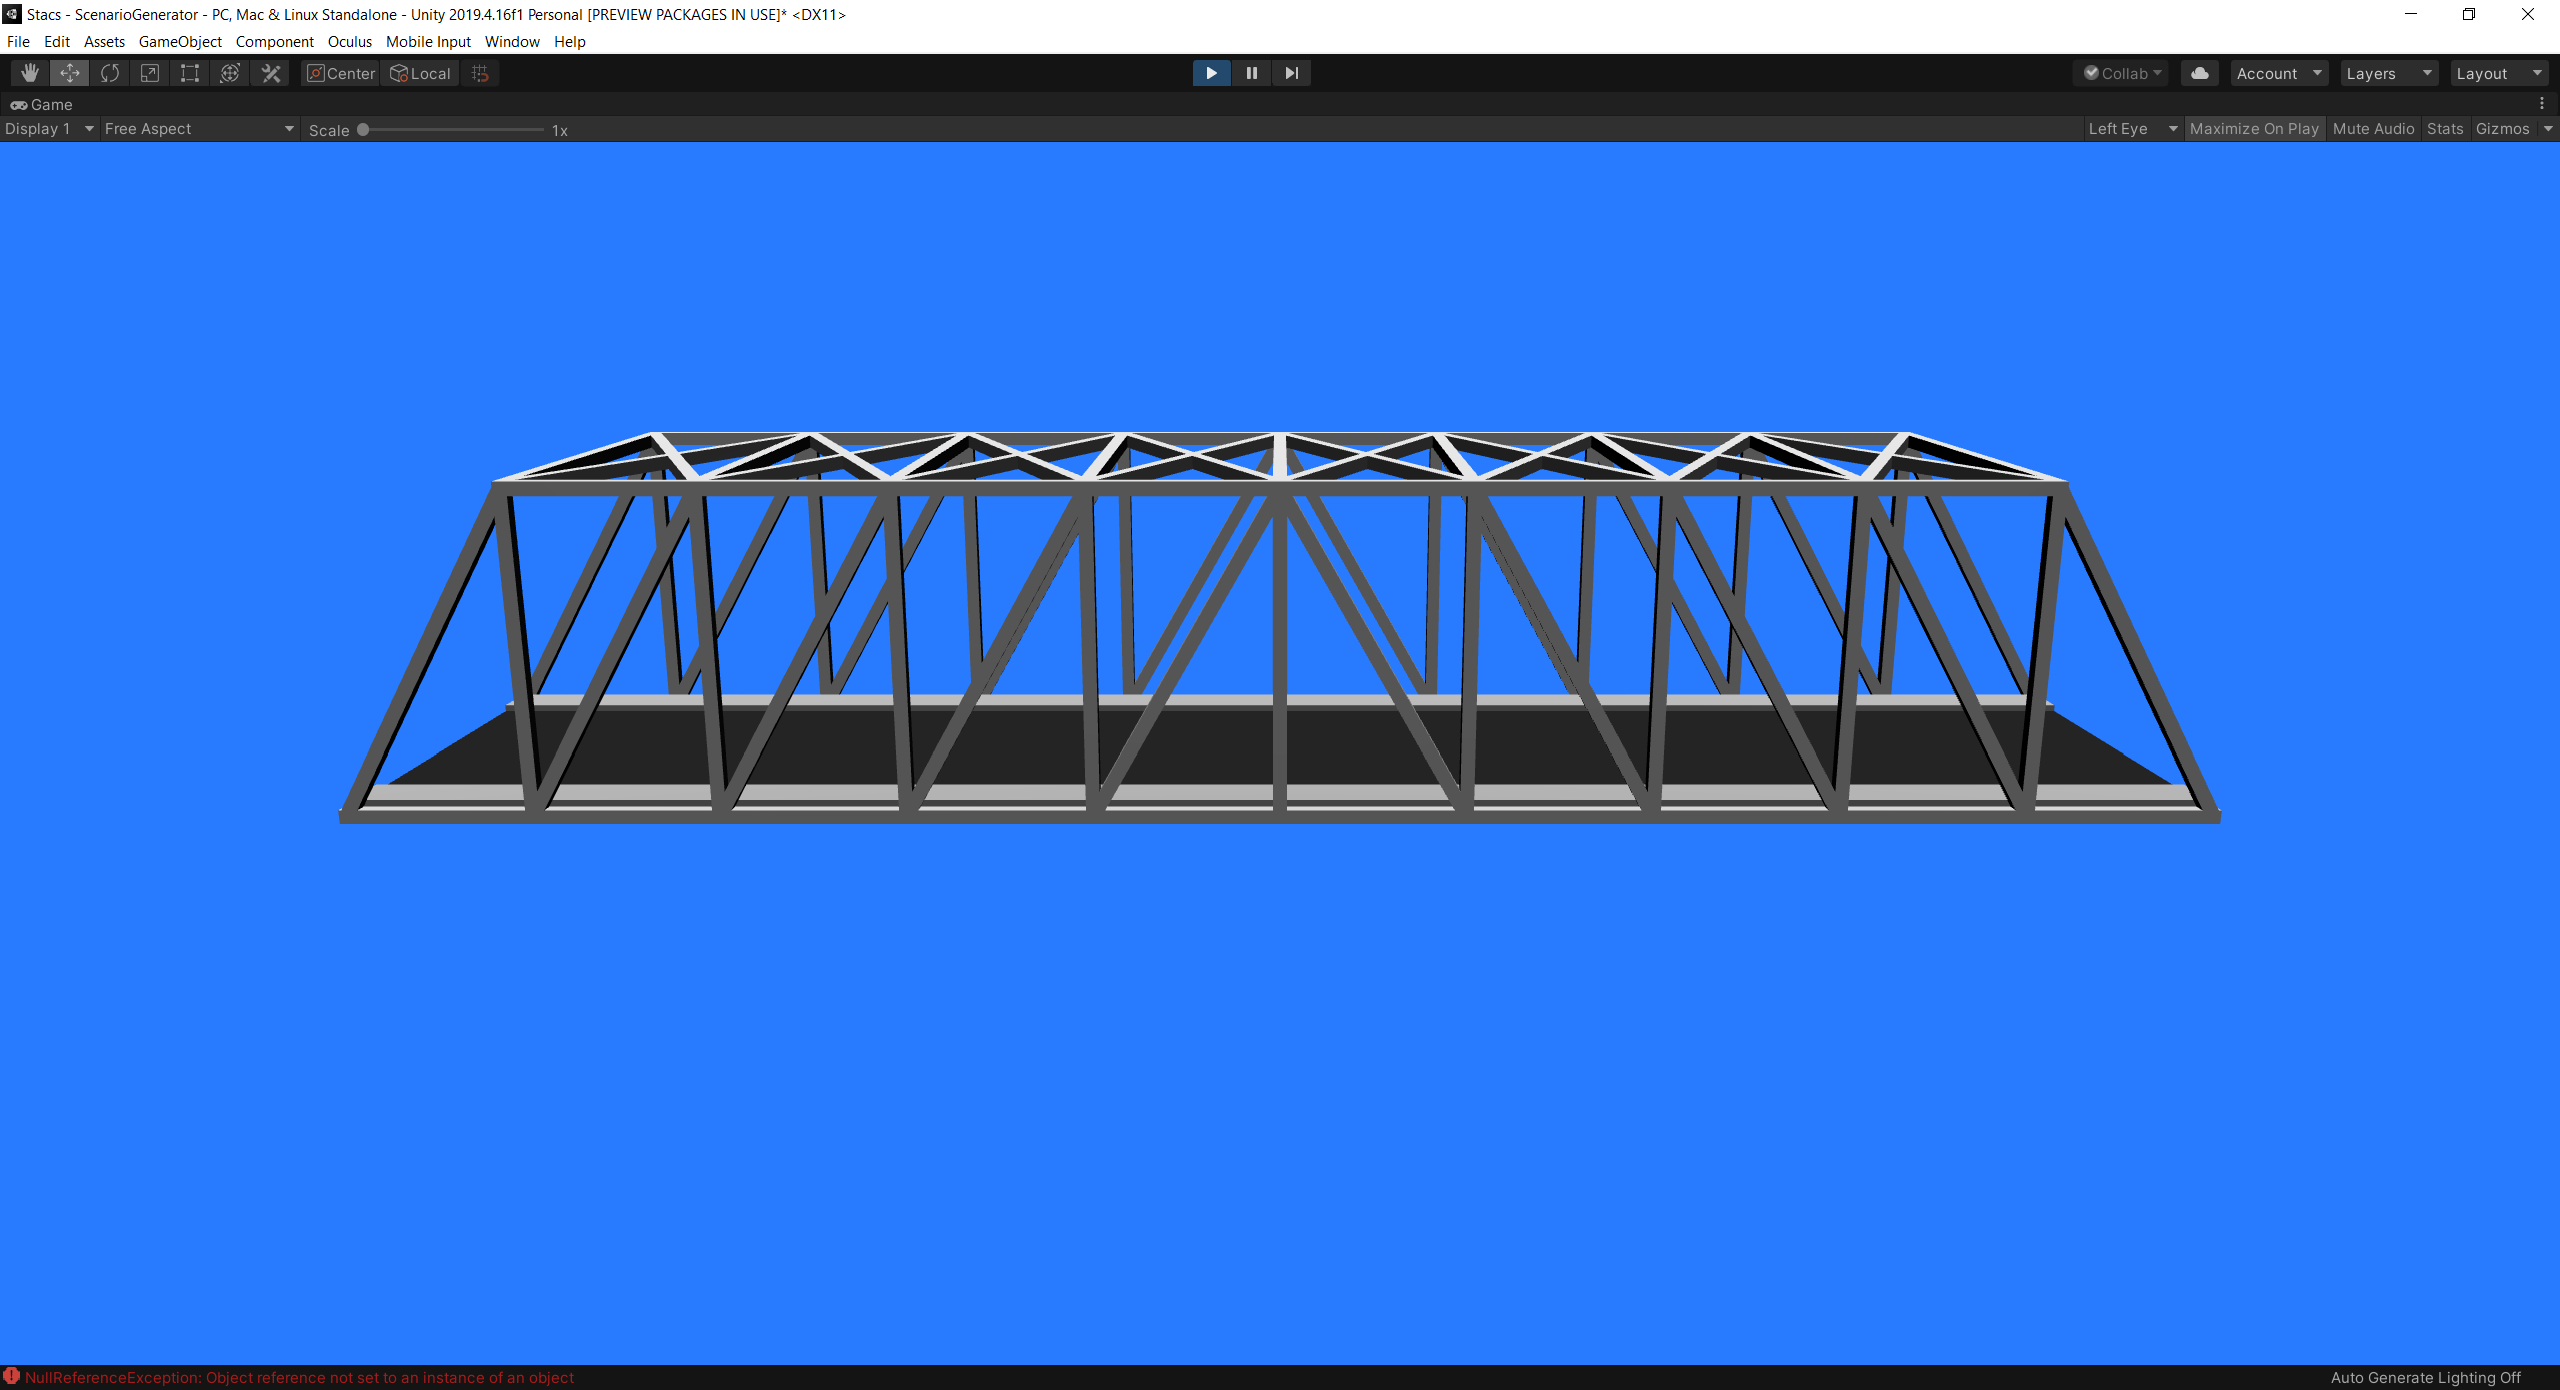 Stacs - ScenarioGenerator - PC, Mac & Linux Standalone - Unity 2019.4.16f1 Personal [PREVIEW PACKAGES IN USE]* <DX11>
File Edit Assets GameObject Component Oculus Mobile Input Window Help
Center Local Collab Account Layers Layout
Game
Display 1 Free Aspect Scale 1x Left Eye Maximize On Play Mute Audio Stats Gizmos
NullReferenceException: Object reference not set to an instance of an object Auto Generate Lighting Off